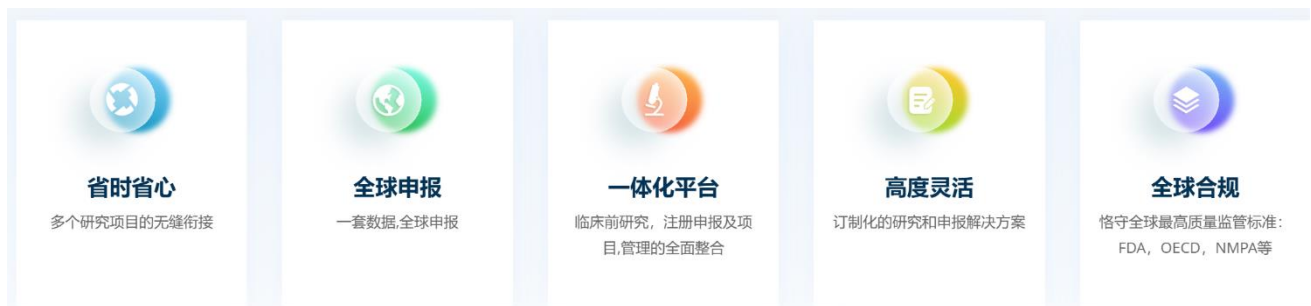 省时省心
多个研究项目的无缝衔接
全球申报
一套数据,全球申报
一体化平台
临床前研究，注册申报及项
目,管理的全面整合
高度灵活
订制化的研究和申报解决方案
全球合规
恪守全球最高质量监管标准：
FDA，OECD，NMPA等